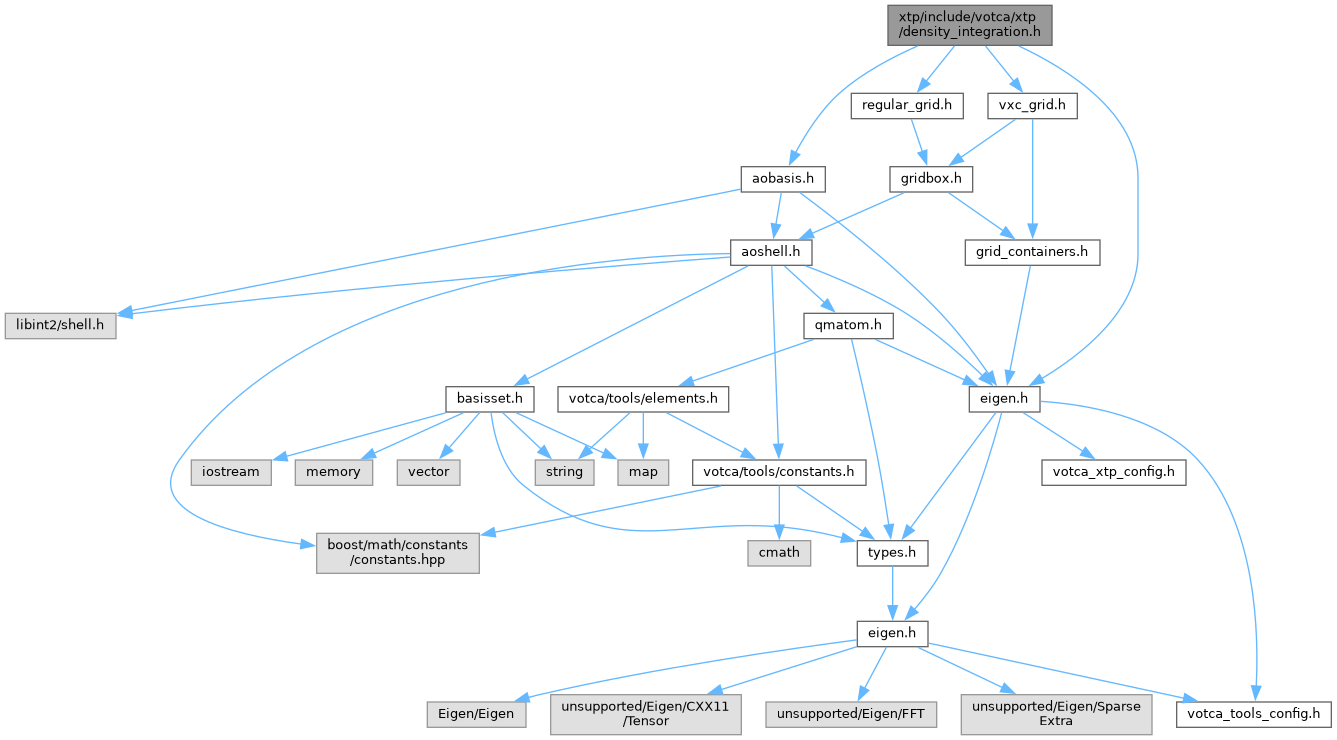 xtp/include/votca/xtp
/density_integration.h
regular_grid.h
vxc_grid.h
aobasis.h
gridbox.h
aoshell.h
grid_containers.h
libint2/shell.h
qmatom.h
basisset.h
votca/tools/elements.h
eigen.h
iostream
memory
vector
string
map
votca/tools/constants.h
votca_xtp_config.h
boost/math/constants
/constants.hpp
cmath
types.h
eigen.h
Eigen/Eigen
unsupported/Eigen/CXX11
/Tensor
unsupported/Eigen/FFT
unsupported/Eigen/Sparse
Extra
votca_tools_config.h